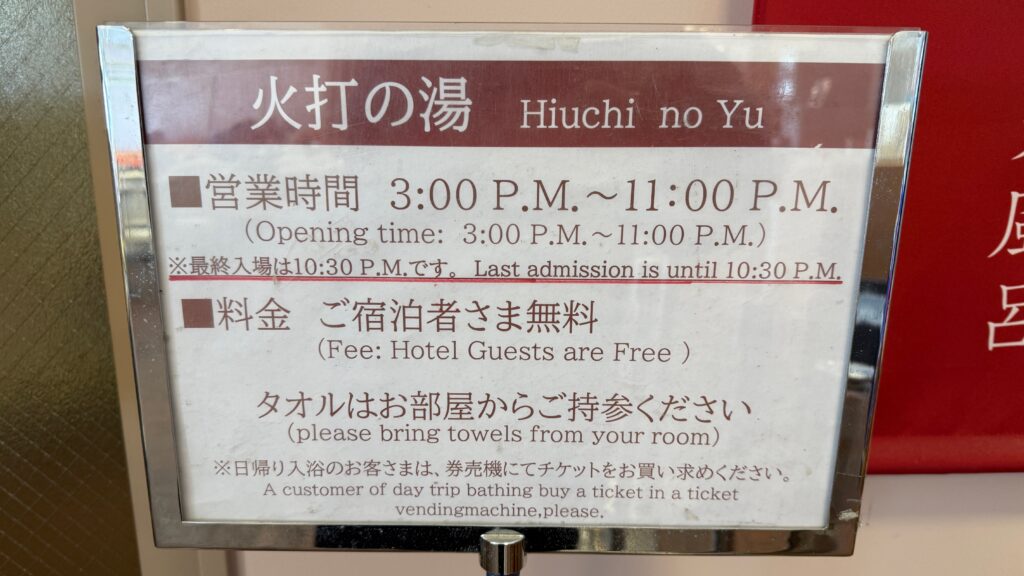 火打の湯 Hiuchi no Yu
■営業時間 3:00 P.M.～11:00 P.M.
(Opening time: 3:00 P.M.～11:00 P.M.)
※最終入場は10:30 P.M.です。 Last admission is until 10:30 P.M.
■料金 ご宿泊者さま無料
(Fee: Hotel Guests are Free )
タオルはお部屋からご持参ください
(please bring towels from your room)
※日帰り入浴のお客さまは、券売機にてチケットをお買い求めください。
A customer of day trip bathing buy a ticket in a ticket
vendingmachine,please.
風呂